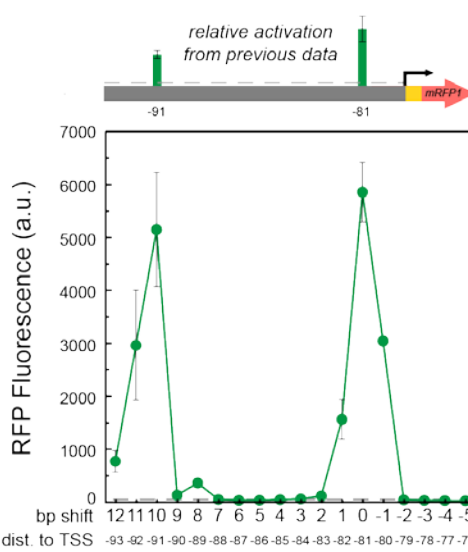 relative activation
from previous data
-91 -81
mRFP1
7000
6000
5000
4000
3000
2000
1000
0
RFP Fluorescence (a.u.)
bp shift 12 11 10 9 8 7 6 5 4 3 2 1 0 -1 -2 -3 -4 -5
dist. to TSS -93 -92 -91 -90 -89 -88 -87 -86 -85 -84 -83 -82 -81 -80 -79 -78 -77